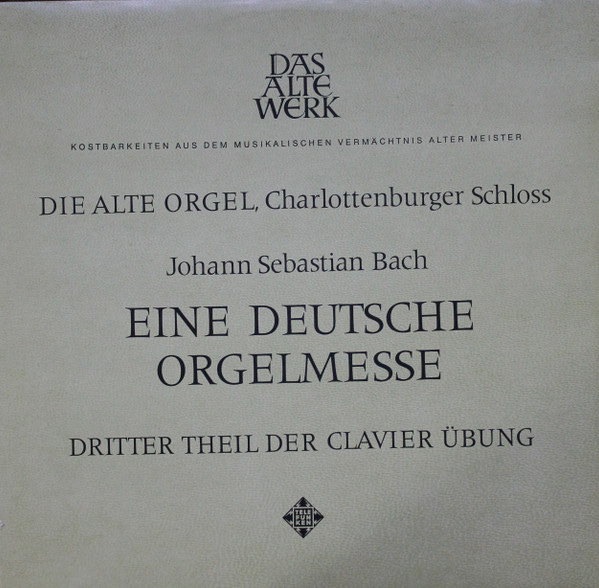 DAS
ALTE
WERK
KOSTBARKEITEN AUS DEM MUSIKALISCHEN VERMÄCHTNIS ALTER MEISTER
DIE ALTE ORGEL, Charlottenburger Schloss
Johann Sebastian Bach
EINE DEUTSCHE
ORGELMESSE
DRITTER THEIL DER CLAVIER ÜBUNG
TELE
FUN
KEN